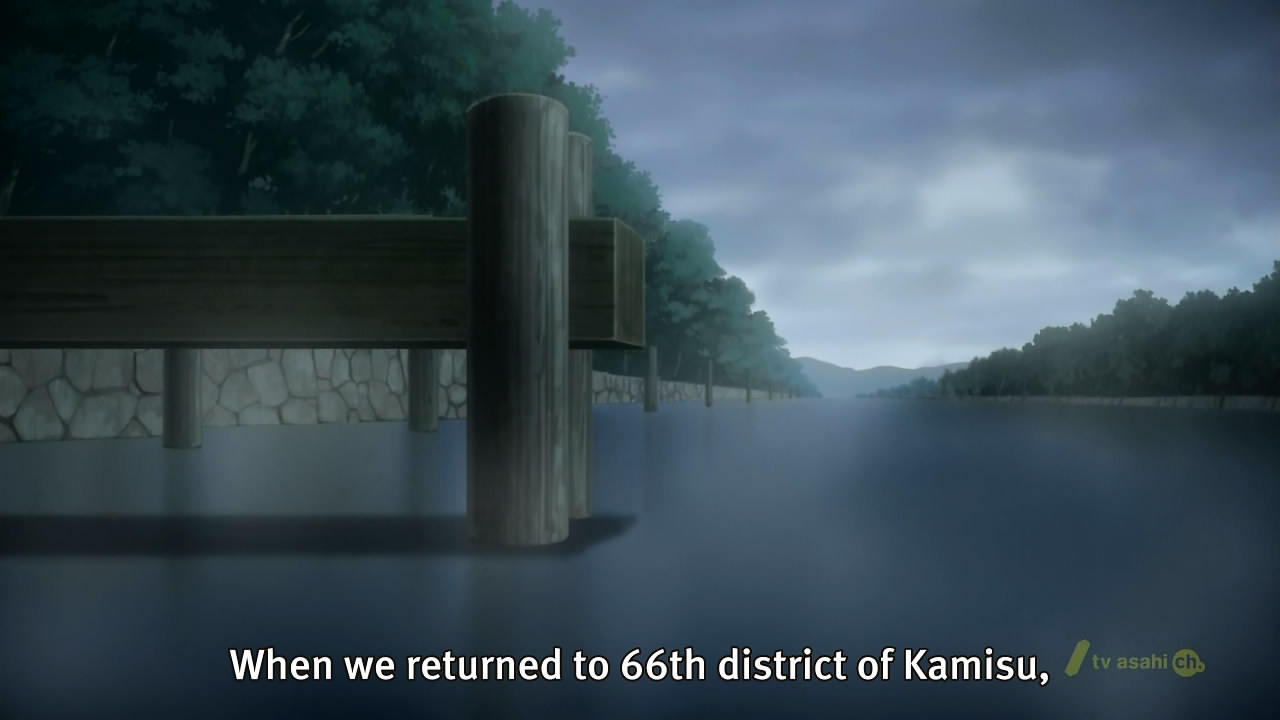 When we returned to 66th district of Kamisu,
tv asahi ch.